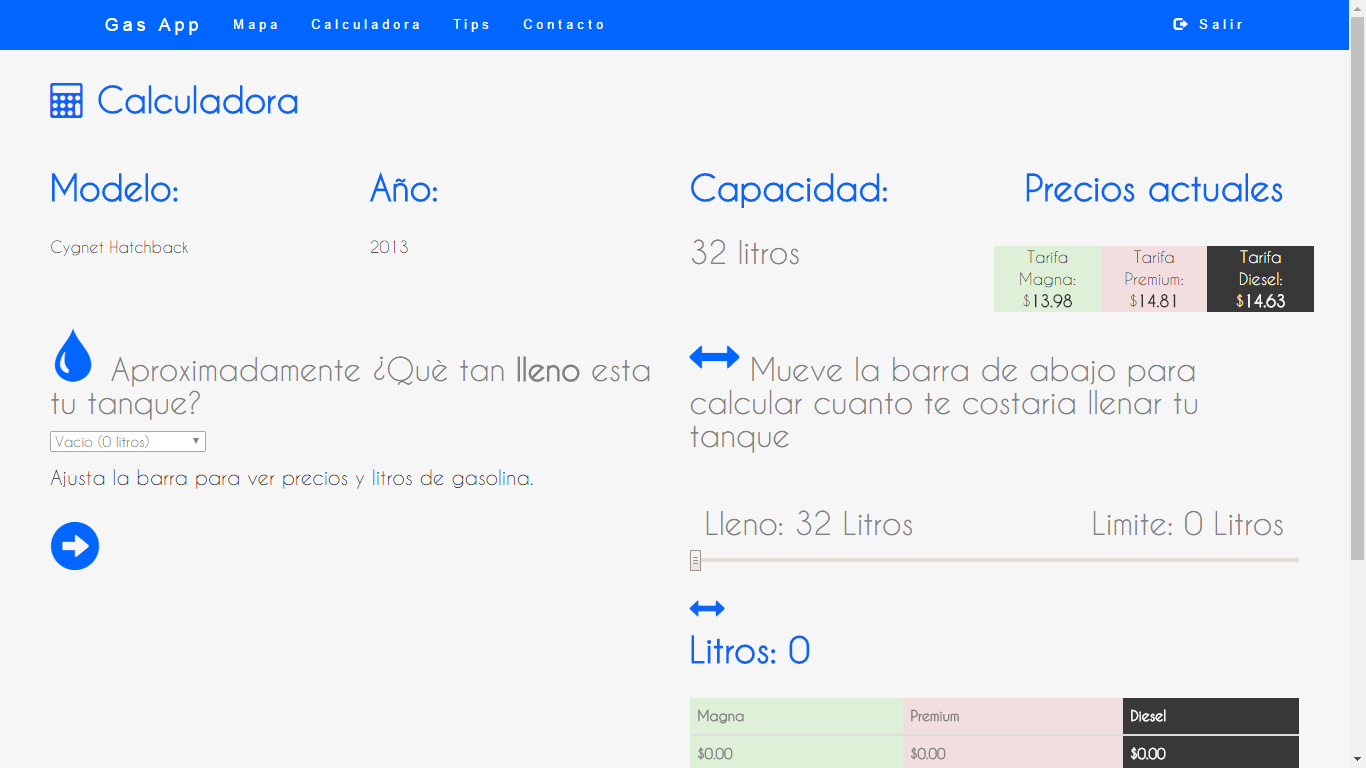 Gas App Mapa Calculadora Tips Contacto Salir
Calculadora
Modelo: Año: Capacidad: Precios actuales
Cygnet Hatchback 2013 32 litros
Tarifa Magna: $13.98
Tarifa Premium: $14.81
Tarifa Diesel: $14.63
Aproximadamente ¿Què tan lleno esta
tu tanque?
Vacio (0 litros)
Ajusta la barra para ver precios y litros de gasolina.
Mueve la barra de abajo para
calcular cuanto te costaria llenar tu
tanque
Lleno: 32 Litros Limite: 0 Litros
Litros: 0
Magna Premium Diesel
$0.00 $0.00 $0.00